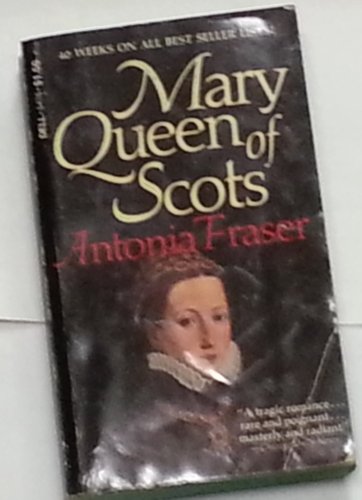 40 WEEKS ON ALL BEST SELLER
Mary
Queen of
Scots
Antonia Fraser
"A tragic romance...
rare and poignant...
masterly and radiant"
DELL